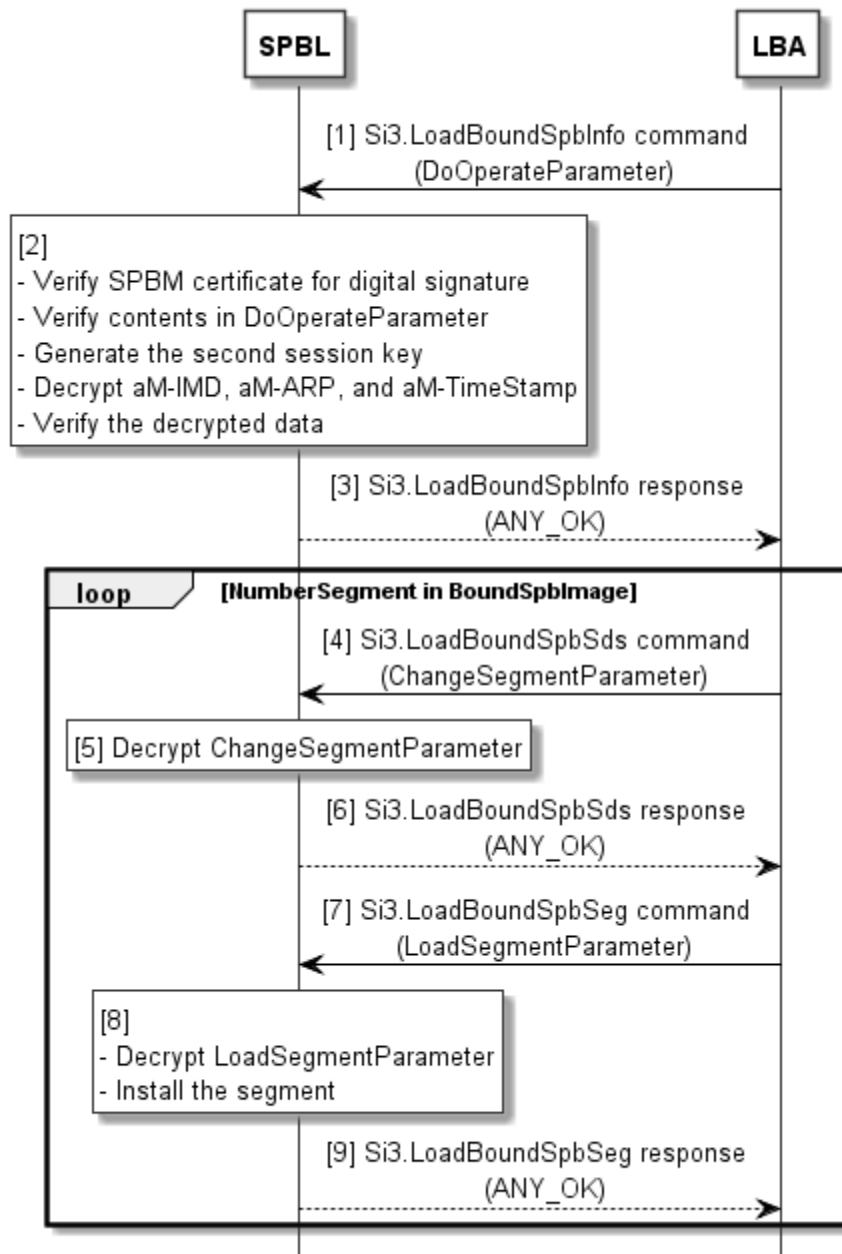 SPBL
LBA
[1] Si3.LoadBoundSpbInfo command
(DoOperateParameter)
[2]
- Verify SPBM certificate for digital signature
- Verify contents in DoOperateParameter
- Generate the second session key
- Decrypt aM-IMD, aM-ARP, and aM-TimeStamp
- Verify the decrypted data
[3] Si3.LoadBoundSpbInfo response
(ANY_OK)
loop [NumberSegment in BoundSpbImage]
[4] Si3.LoadBoundSpbSds command
(ChangeSegmentParameter)
[5] Decrypt ChangeSegmentParameter
[6] Si3.LoadBoundSpbSds response
(ANY_OK)
[7] Si3.LoadBoundSpbSeg command
(LoadSegmentParameter)
[8]
- Decrypt LoadSegmentParameter
- Install the segment
[9] Si3.LoadBoundSpbSeg response
(ANY_OK)